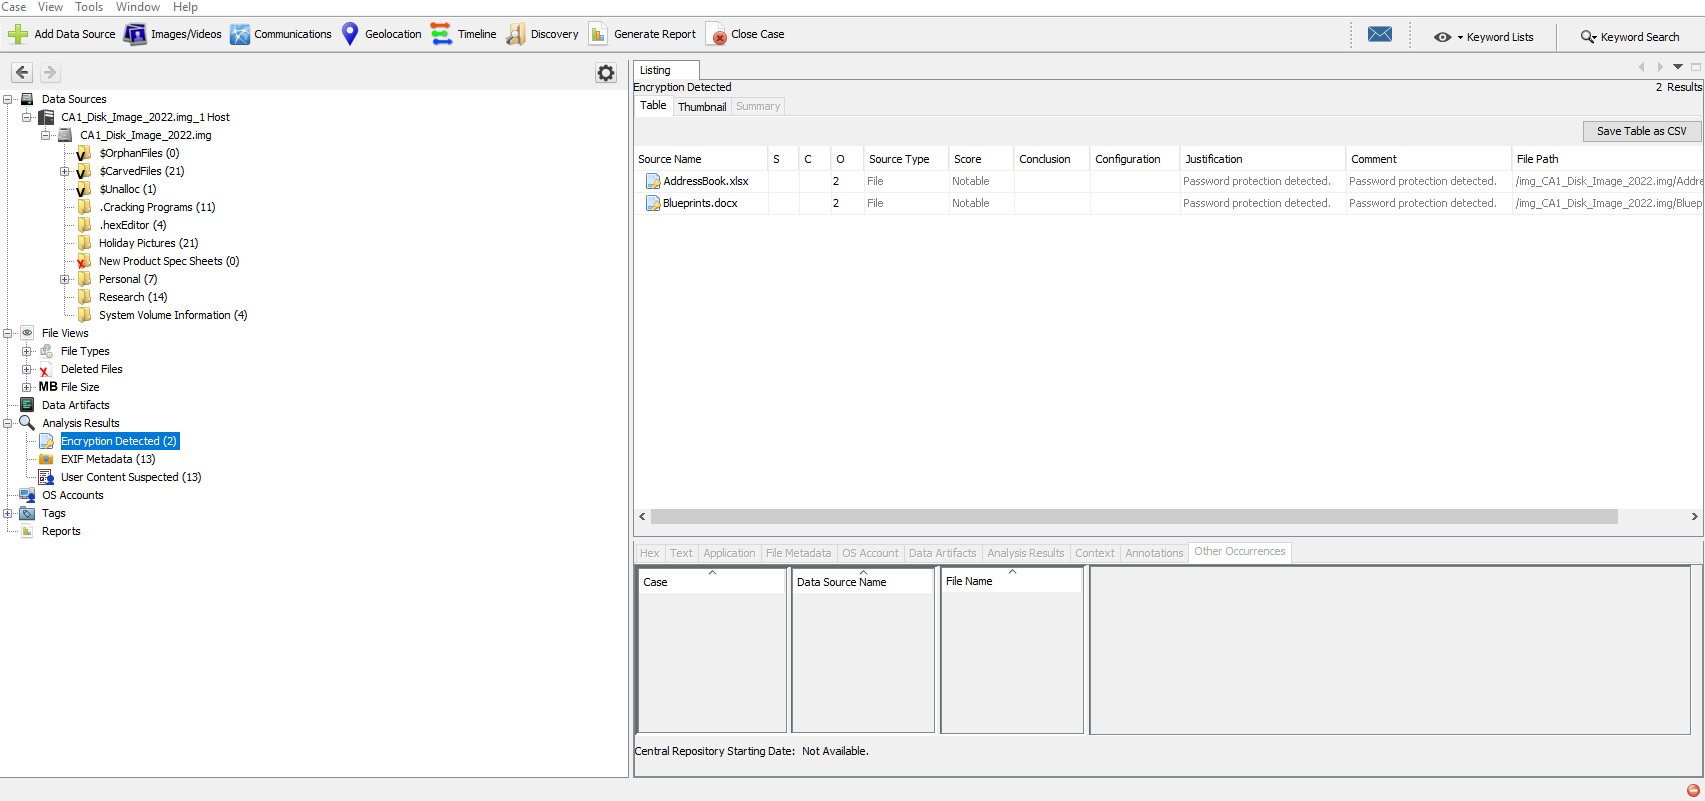 Case View Tools Window Help
Add Data Source Images/Videos Communications Geolocation Timeline Discovery Generate Report Close Case Keyword Lists Keyword Search
Data Sources
CA1_Disk_Image_2022.img_1 Host
CA1_Disk_Image_2022.img
$OrphanFiles (0)
$CarvedFiles (21)
$Unalloc (1)
.Cracking Programs (11)
.hexEditor (4)
Holiday Pictures (21)
New Product Spec Sheets (0)
Personal (7)
Research (14)
System Volume Information (4)
File Views
File Types
Deleted Files
MB File Size
Data Artifacts
Analysis Results
Encryption Detected (2)
EXIF Metadata (13)
User Content Suspected (13)
OS Accounts
Tags
Reports
Listing
Encryption Detected 2 Results
Table Thumbnail Summary
Save Table as CSV
Source Name S C O Source Type Score Conclusion Configuration Justification Comment File Path
AddressBook.xlsx 2 File Notable Password protection detected. Password protection detected. /img_CA1_Disk_Image_2022.img/Addre
Blueprints.docx 2 File Notable Password protection detected. Password protection detected. /img_CA1_Disk_Image_2022.img/Bluep
Hex Text Application File Metadata OS Account Data Artifacts Analysis Results Context Annotations Other Occurrences
Case Data Source Name File Name
Central Repository Starting Date: Not Available.